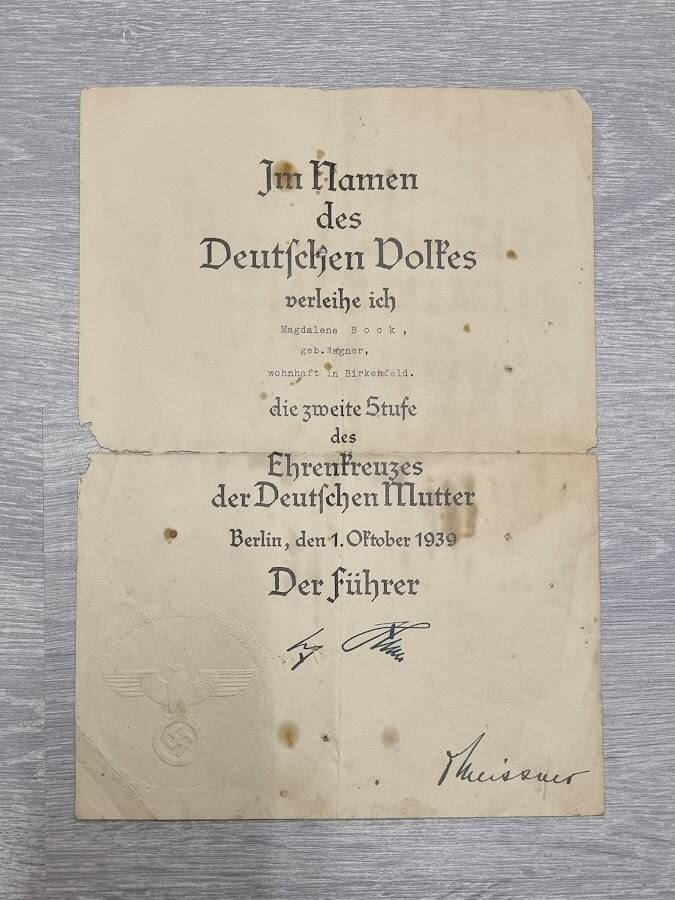 Im Namen
des
Deutschen Volkes
verleihe ich
Magdalene B o c k ,
geb.Wagner,
wohnhaft in Birkenfeld.
die zweite Stufe
des
Ehrenkreuzes
der Deutschen Mutter
Berlin, den 1. Oktober 1939
Der Führer
Meissner